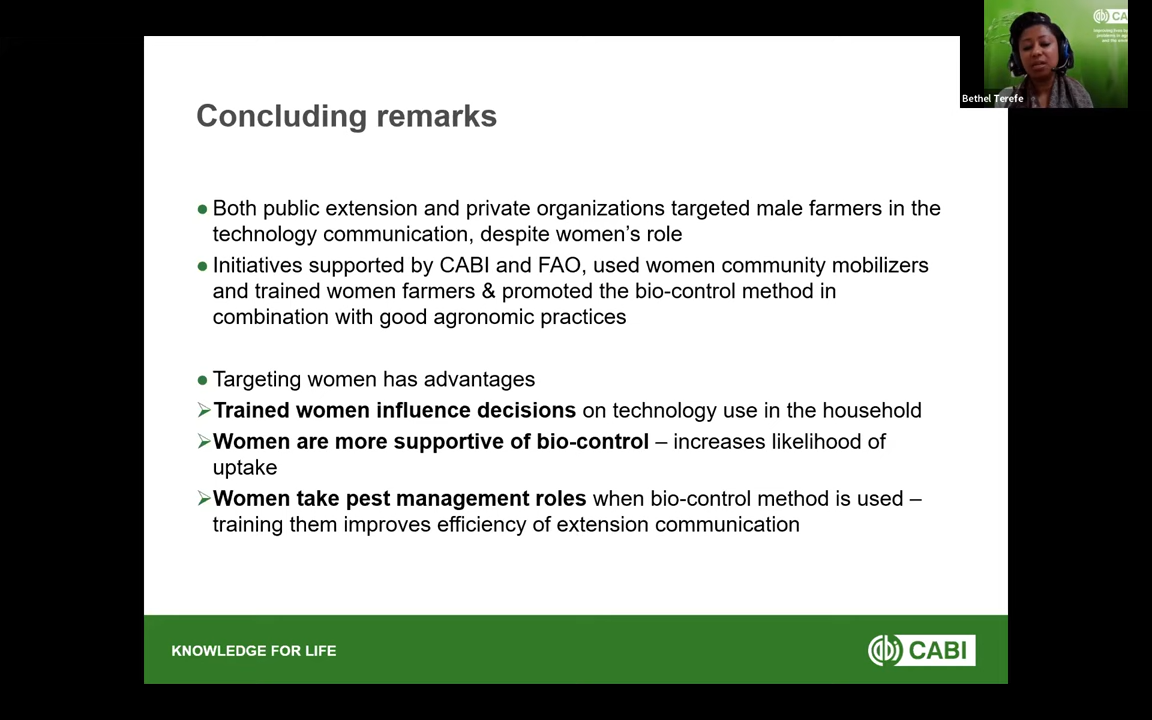 Concluding remarks
● Both public extension and private organizations targeted male farmers in the
technology communication, despite women's role
● Initiatives supported by CABI and FAO, used women community mobilizers
and trained women farmers & promoted the bio-control method in
combination with good agronomic practices
● Targeting women has advantages
➢Trained women influence decisions on technology use in the household
➢Women are more supportive of bio-control – increases likelihood of
uptake
➢Women take pest management roles when bio-control method is used –
training them improves efficiency of extension communication
KNOWLEDGE FOR LIFE
CABI
Bethel Terefe